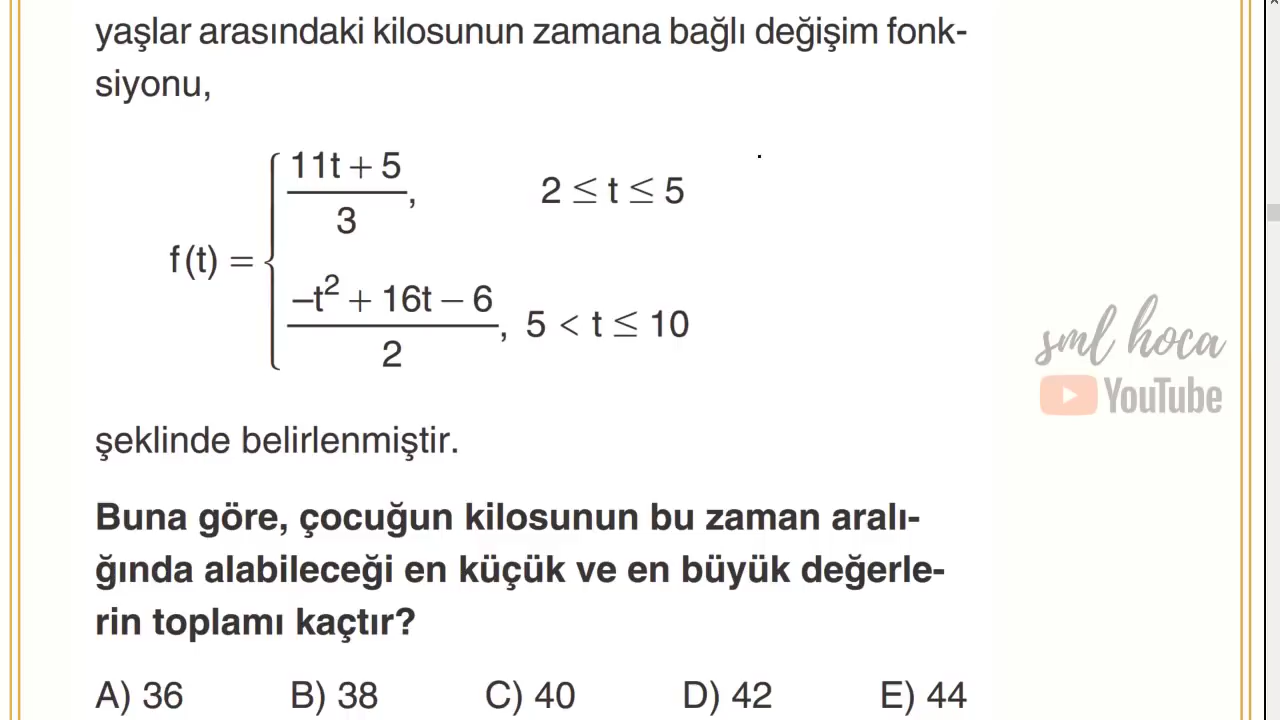 yaşlar arasındaki kilosunun zamana bağlı değişim fonk-
siyonu,
11t + 5
3
,
2 ≤ t ≤ 5
f(t) =
–t² + 16t – 6
2
, 5 < t ≤ 10
sml hoca
YouTube
şeklinde belirlenmiştir.
Buna göre, çocuğun kilosunun bu zaman aralı-
ğında alabileceği en küçük ve en büyük değerle-
rin toplamı kaçtır?
A) 36 B) 38 C) 40 D) 42 E) 44